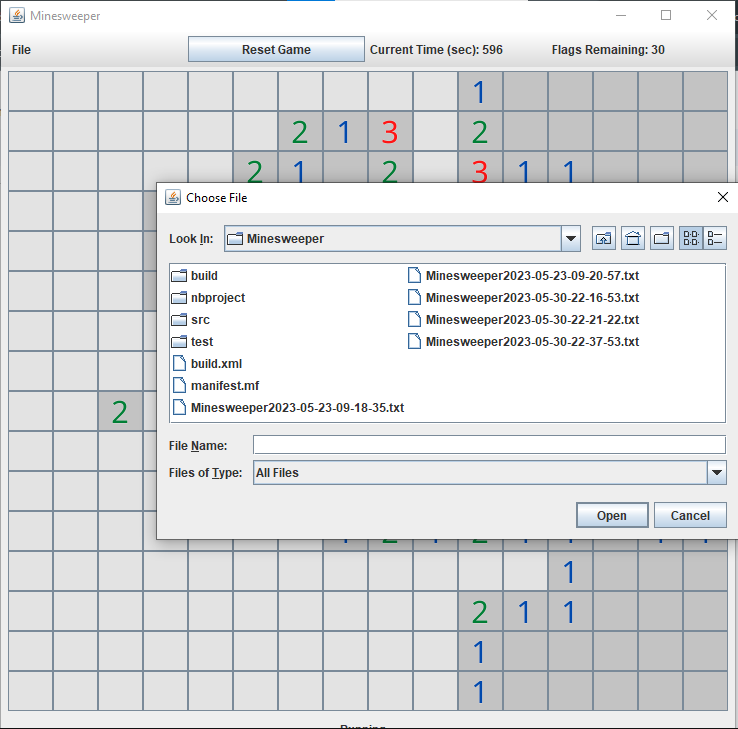 Minesweeper
File Reset Game Current Time (sec): 596 Flags Remaining: 30
1
2 1 3 2
2 1 2 3 1 1
Choose File
Look In: Minesweeper
build Minesweeper2023-05-23-09-20-57.txt
nbproject Minesweeper2023-05-30-22-16-53.txt
src Minesweeper2023-05-30-22-21-22.txt
test Minesweeper2023-05-30-22-37-53.txt
build.xml
manifest.mf
Minesweeper2023-05-23-09-18-35.txt
2
File Name:
Files of Type: All Files
Open Cancel
1
2 1 1
1
1
Running